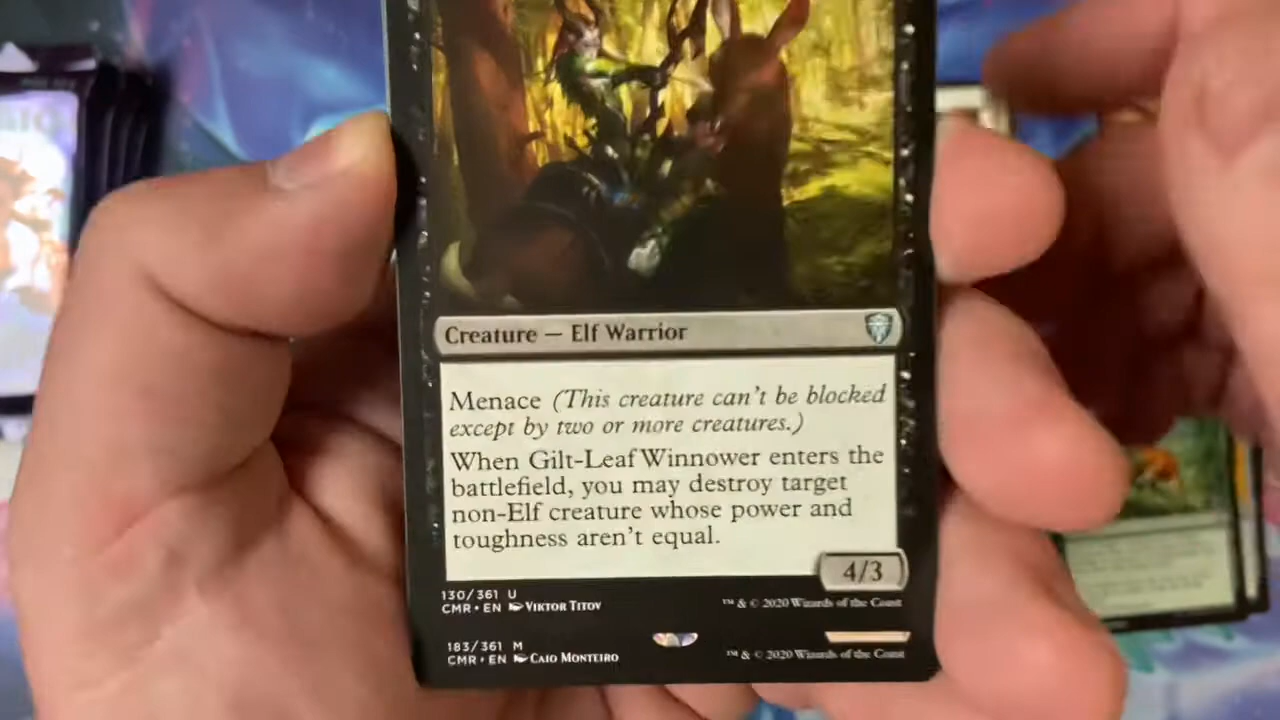 Creature — Elf Warrior
Menace (This creature can't be blocked
except by two or more creatures.)
When Gilt-Leaf Winnower enters the
battlefield, you may destroy target
non-Elf creature whose power and
toughness aren't equal.
4/3
130/361 U
CMR • EN Viktor Titov
™ & © 2020 Wizards of the Coast
183/361 M
CMR • EN Caio Monteiro
™ & © 2020 Wizards of the Coast